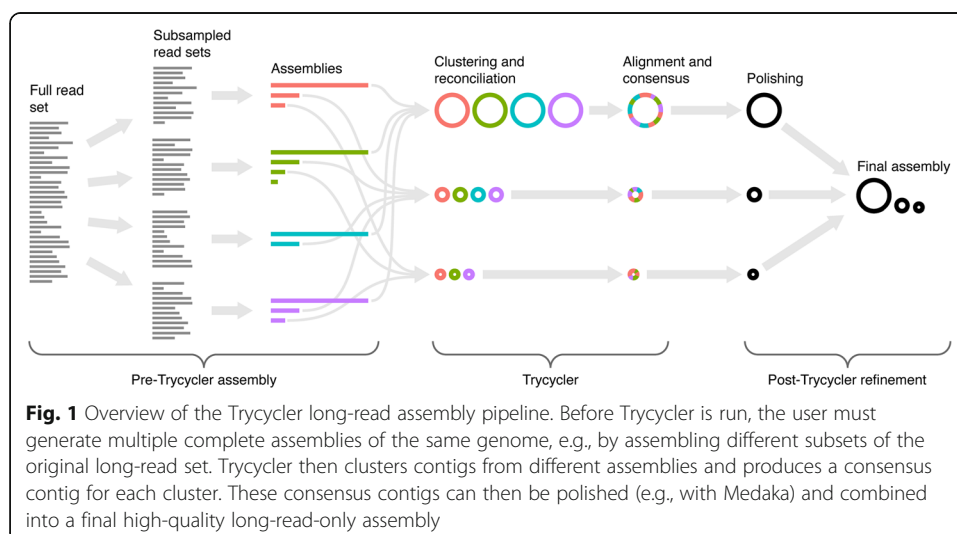 Full read
set
Subsampled
read sets
Assemblies
Clustering and
reconciliation
Alignment and
consensus
Polishing
Final assembly
Pre-Trycycler assembly
Trycycler
Post-Trycycler refinement
Fig. 1 Overview of the Trycycler long-read assembly pipeline. Before Trycycler is run, the user must
generate multiple complete assemblies of the same genome, e.g., by assembling different subsets of the
original long-read set. Trycycler then clusters contigs from different assemblies and produces a consensus
contig for each cluster. These consensus contigs can then be polished (e.g., with Medaka) and combined
into a final high-quality long-read-only assembly